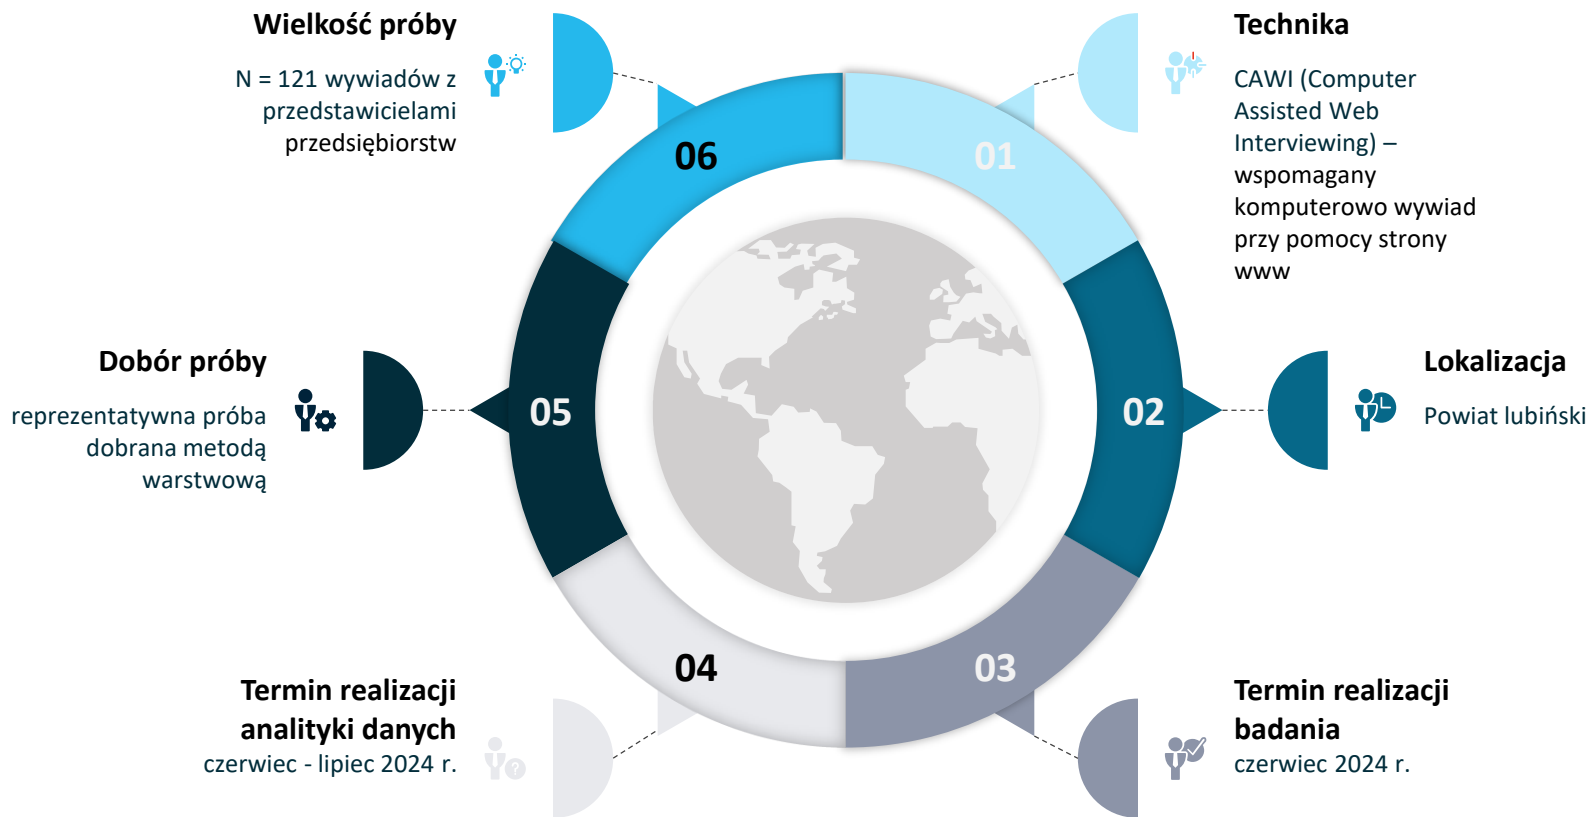 Technika
CAWI (Computer
Assisted Web
Interviewing) –
wspomagany
komputerowo wywiad
przy pomocy strony
www
01
Lokalizacja
Powiat lubiński
02
Termin realizacji
badania
czerwiec 2024 r.
03
Termin realizacji
analityki danych
czerwiec - lipiec 2024 r.
04
Dobór próby
reprezentatywna próba
dobrana metodą
warstwową
05
Wielkość próby
N = 121 wywiadów z
przedstawicielami
przedsiębiorstw
06